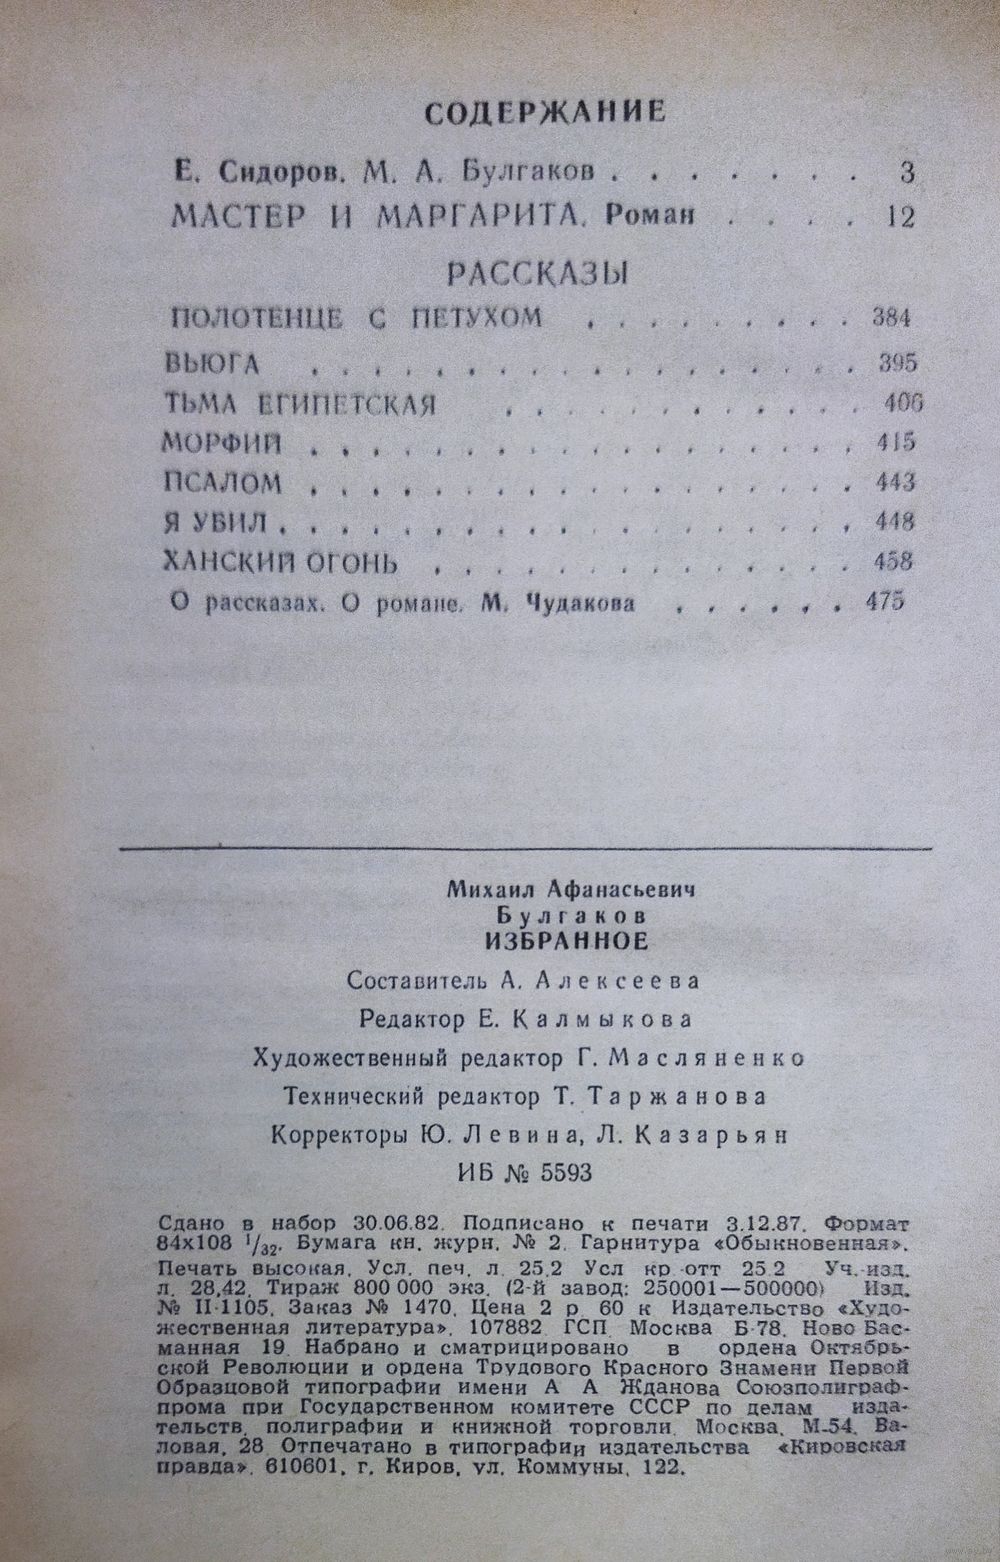 СОДЕРЖАНИЕ
Е. Сидоров. М. А. Булгаков . . . . . . . 3
МАСТЕР И МАРГАРИТА. Роман . . . . 12
РАССКАЗЫ
ПОЛОТЕНЦЕ С ПЕТУХОМ . . . . . . . . . 384
ВЬЮГА . . . . . . . . . . . . . . . . . . 395
ТЬМА ЕГИПЕТСКАЯ . . . . . . . . . . . . 406
МОРФИЙ . . . . . . . . . . . . . . . . . . 415
ПСАЛОМ . . . . . . . . . . . . . . . . . . 443
Я УБИЛ . . . . . . . . . . . . . . . . . . . 448
ХАНСКИЙ ОГОНЬ . . . . . . . . . . . . . . 458
О рассказах. О романе. М. Чудакова . . . . . . 475
Михаил Афанасьевич
Булгаков
ИЗБРАННОЕ
Составитель А. Алексеева
Редактор Е. Калмыкова
Художественный редактор Г. Масляненко
Технический редактор Т. Таржанова
Корректоры Ю. Левина, Л. Казарьян
ИБ № 5593
Сдано в набор 30.06.82. Подписано к печати 3.12.87. Формат
84х108 1/32. Бумага кн. журн. № 2. Гарнитура «Обыкновенная».
Печать высокая. Усл. печ. л. 25,2 Усл кр.-отт 25.2 Уч.-изд.
л. 28,42. Тираж 800 000 экз. (2-й завод: 250001—500000) Изд.
№ II-1105. Заказ № 1470. Цена 2 р 60 к Издательство «Худо-
жественная литература». 107882 ГСП. Москва Б-78. Ново-Бас-
манная 19. Набрано и сматрицировано в ордена Октябрь-
ской Революции и ордена Трудового Красного Знамени Первой
Образцовой типографии имени А А Жданова Союзполиграф-
прома при Государственном комитете СССР по делам изда-
тельств, полиграфии и книжной торговли. Москва, М-54. Ва-
ловая, 28 Отпечатано в типографии издательства «Кировская
правда». 610601, г. Киров, ул. Коммуны, 122.